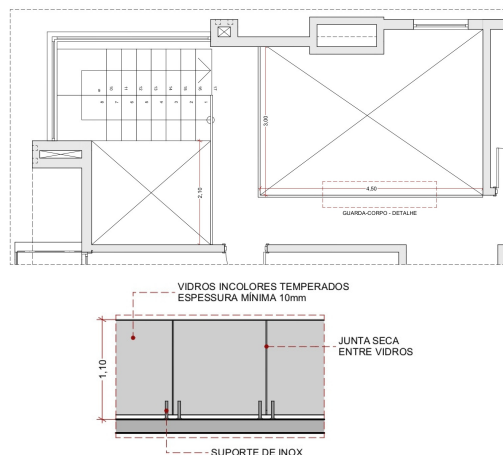 3,00
2,10
4,50
GUARDA-CORPO - DETALHE
VIDROS INCOLORES TEMPERADOS
ESPESSURA MÍNIMA 10mm
1,10
JUNTA SECA
ENTRE VIDROS
SUPORTE DE INOX